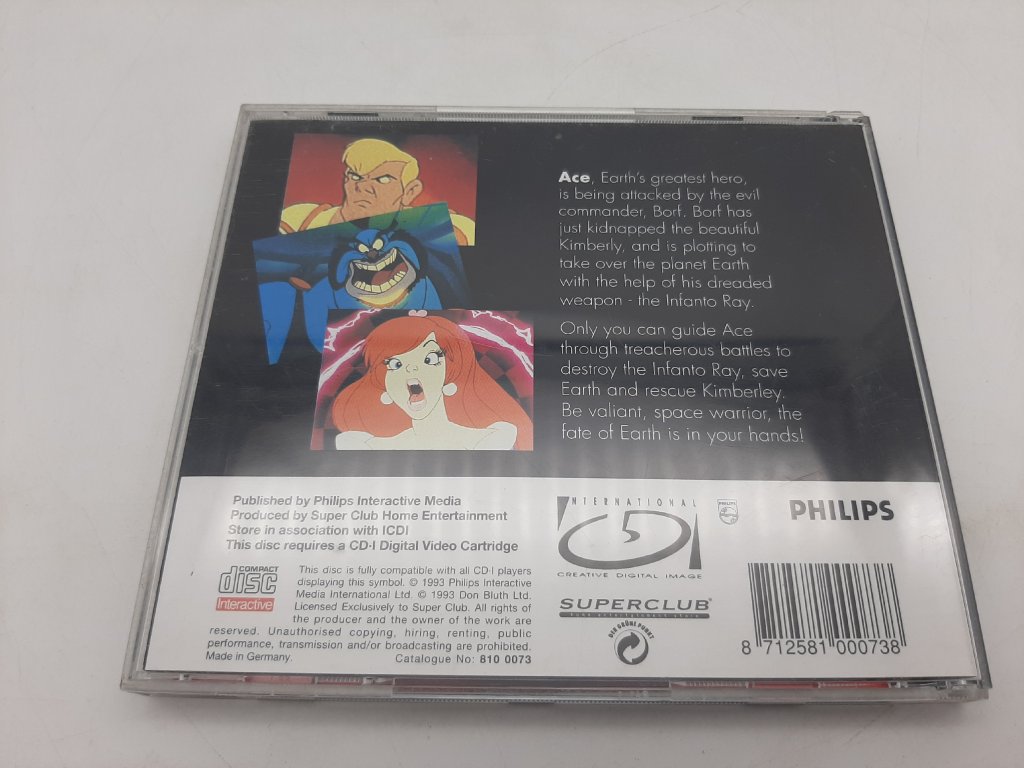 Ace, Earth's greatest hero,
is being attacked by the evil
commander, Borf. Borf has
just kidnapped the beautiful
Kimberly, and is plotting to
take over the planet Earth
with the help of his dreaded
weapon - the Infanto Ray.
Only you can guide Ace
through treacherous battles to
destroy the Infanto Ray, save
Earth and rescue Kimberley.
Be valiant, space warrior, the
fate of Earth is in your hands!
Published by Philips Interactive Media
Produced by Super Club Home Entertainment
Store in association with ICDI
This disc requires a CD-I Digital Video Cartridge
COMPACT
disc
Interactive
This disc is fully compatible with all CD-I players
displaying this symbol. © 1993 Philips Interactive
Media International Ltd. © 1993 Don Bluth Ltd.
Licensed Exclusively to Super Club. All rights of
the producer and the owner of the work are
reserved. Unauthorised copying, hiring, renting, public
performance, transmission and/or broadcasting are prohibited.
Made in Germany.
Catalogue No: 810 0073
INTERNATIONAL
5
CREATIVE DIGITAL IMAGE
SUPERCLUB®
DER GRÜNE PUNKT
PHILIPS
PHILIPS
8 712581 000738